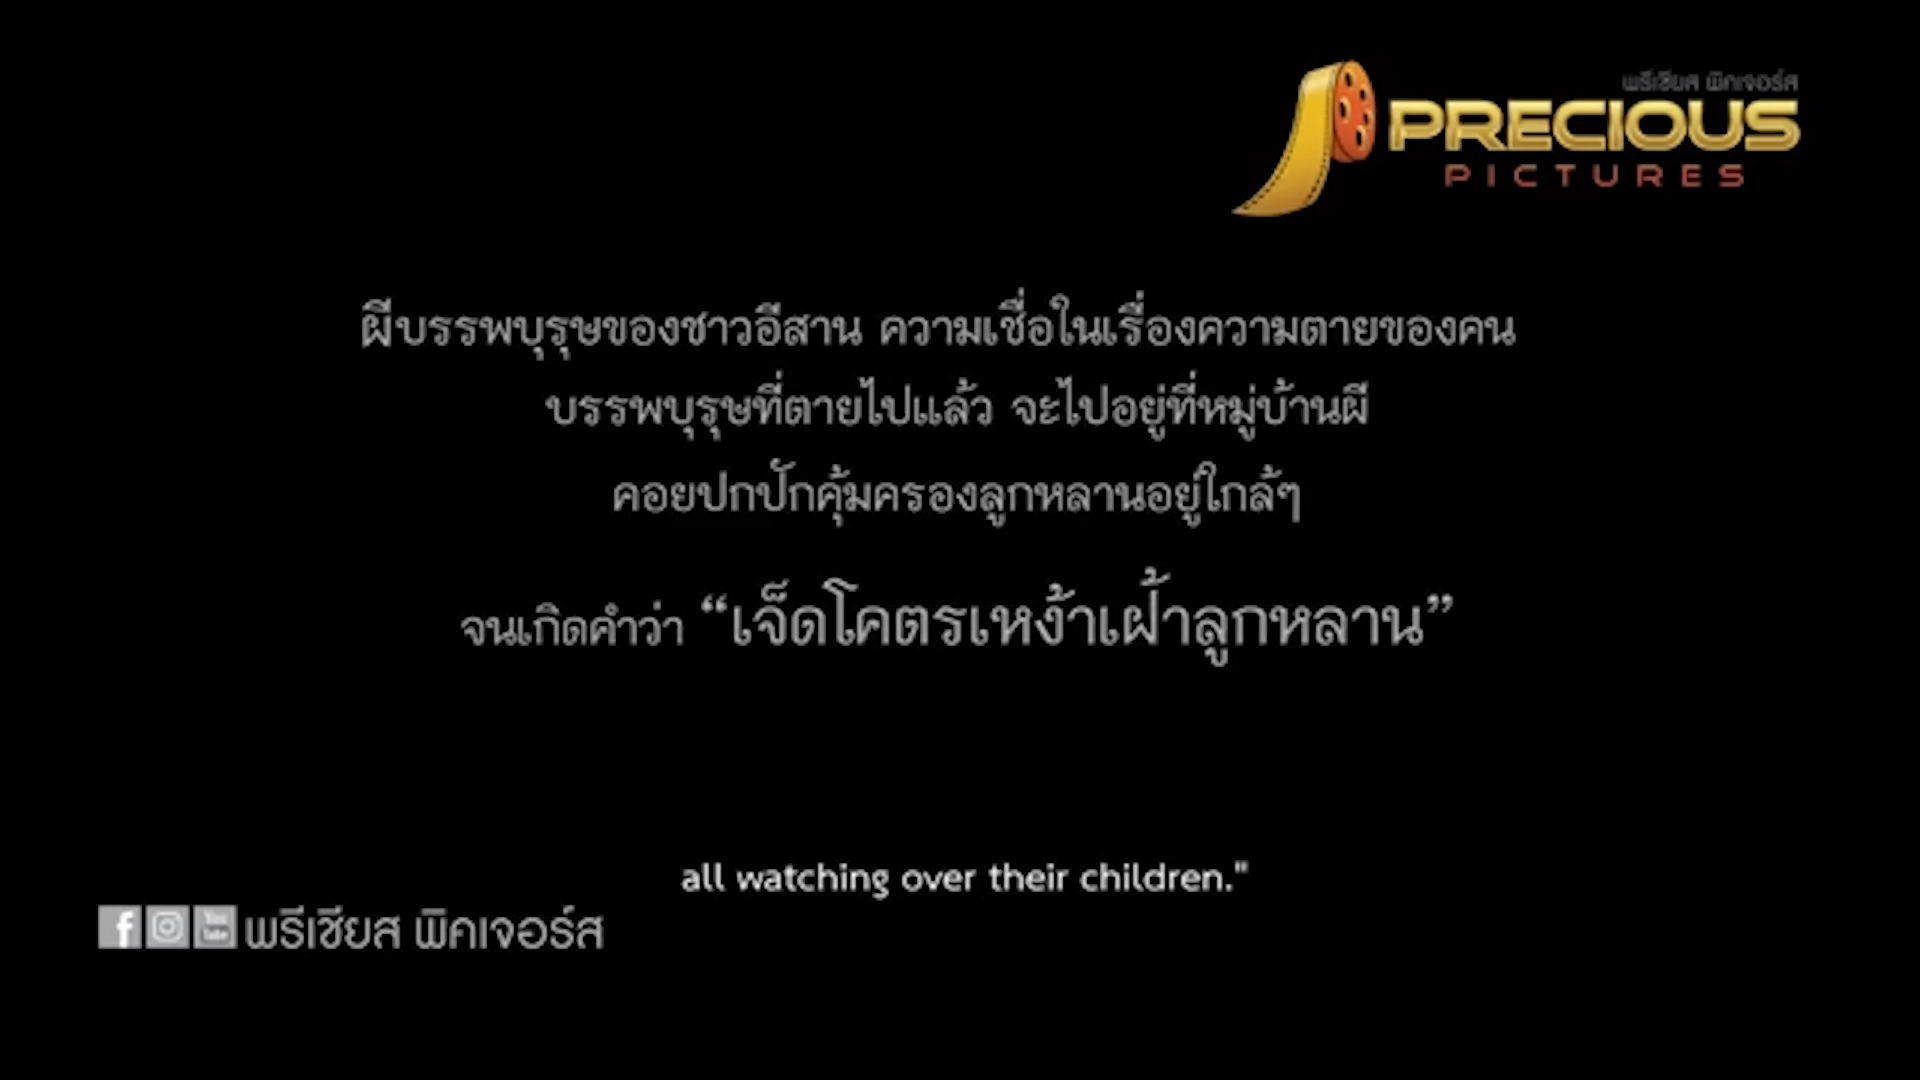 พรีเชียส พิคเจอร์ส
PRECIOUS
PICTURES
ผีบรรพบุรุษของชาวอีสาน ความเชื่อในเรื่องความตายของคน
บรรพบุรุษที่ตายไปแล้ว จะไปอยู่ที่หมู่บ้านผี
คอยปกปักคุ้มครองลูกหลานอยู่ใกล้ๆ
จนเกิดคำว่า “เจ็ดโคตรเหง้าเฝ้าลูกหลาน”
all watching over their children."
f You Tube พรีเชียส พิคเจอร์ส